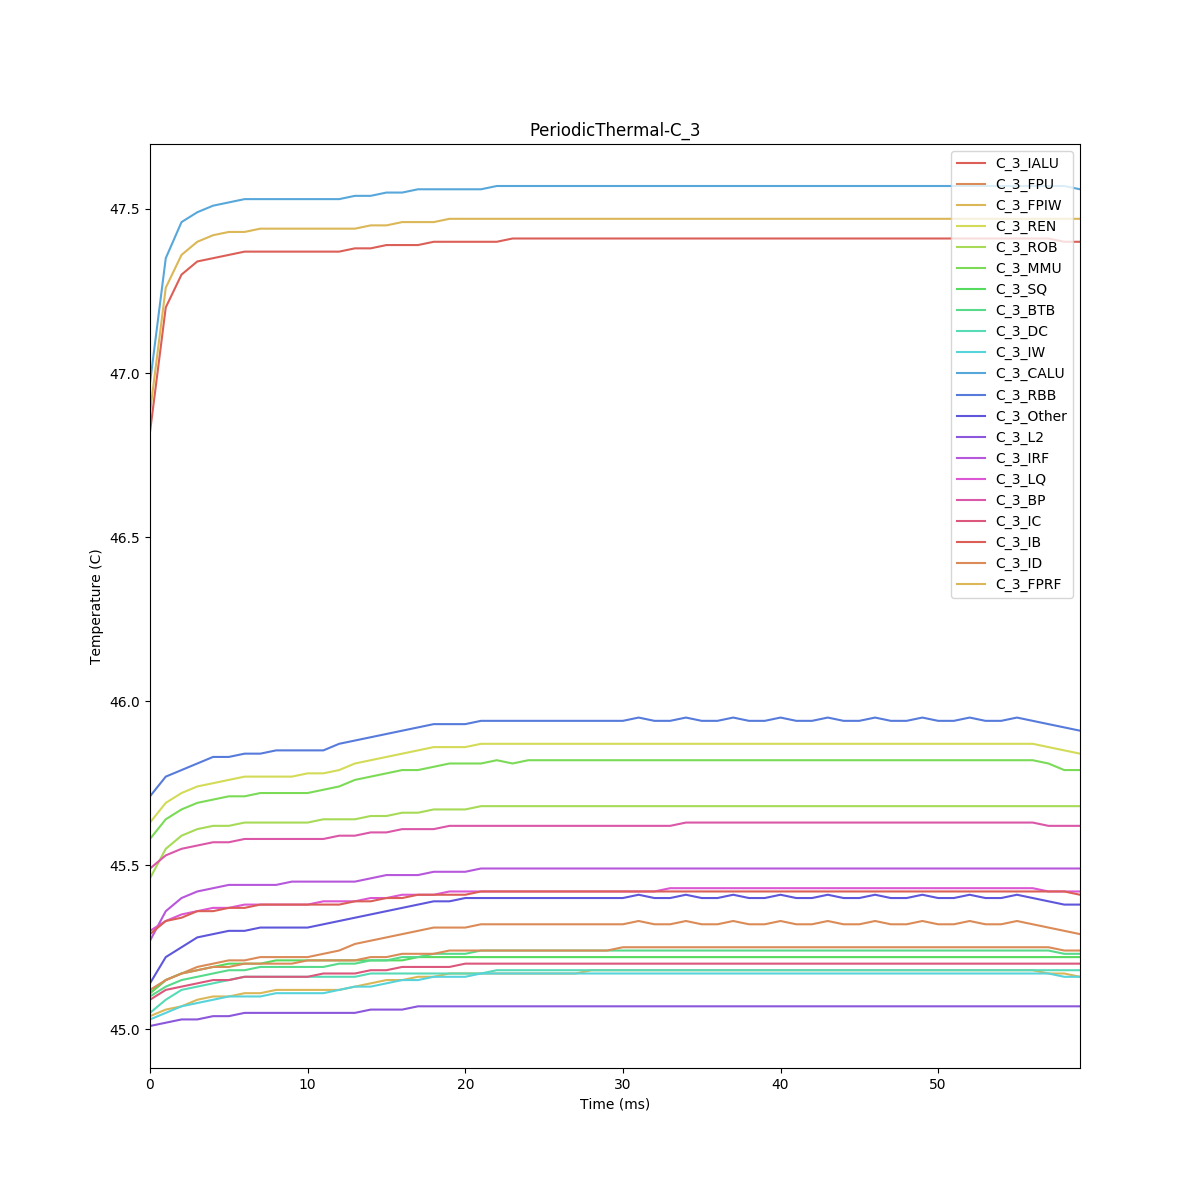 PeriodicThermal-C_3
C_3_IALU
C_3_FPU
C_3_FPIW
C_3_REN
C_3_ROB
C_3_MMU
C_3_SQ
C_3_BTB
C_3_DC
C_3_IW
C_3_CALU
C_3_RBB
C_3_Other
C_3_L2
C_3_IRF
C_3_LQ
C_3_BP
C_3_IC
C_3_IB
C_3_ID
C_3_FPRF
47.5
47.0
46.5
46.0
45.5
45.0
Temperature (C)
0 10 20 30 40 50
Time (ms)